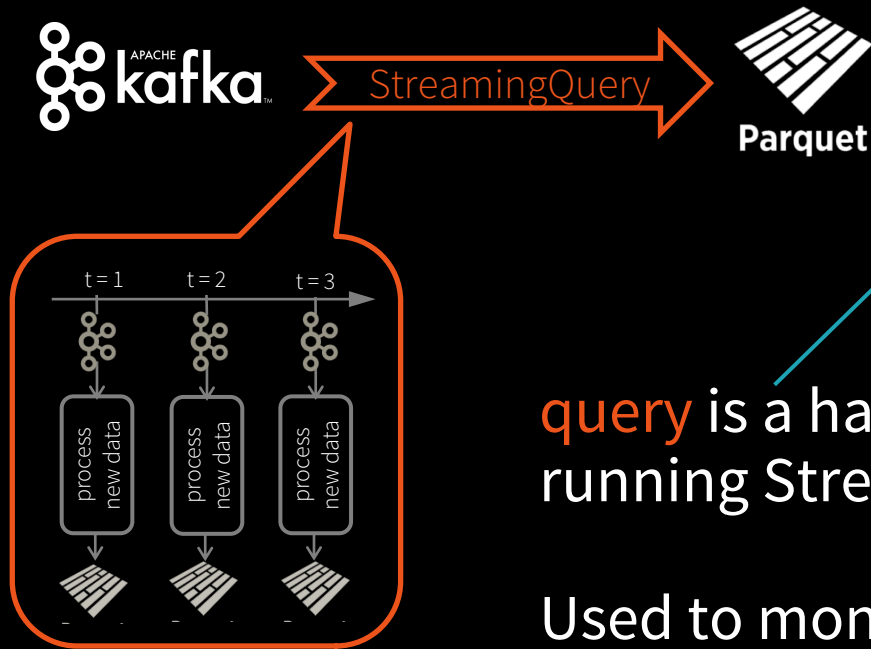 APACHE
kafka™
StreamingQuery
Parquet
t = 1
t = 2
t = 3
process
new data
process
new data
process
new data
query is a ha
running Stre
Used to mon